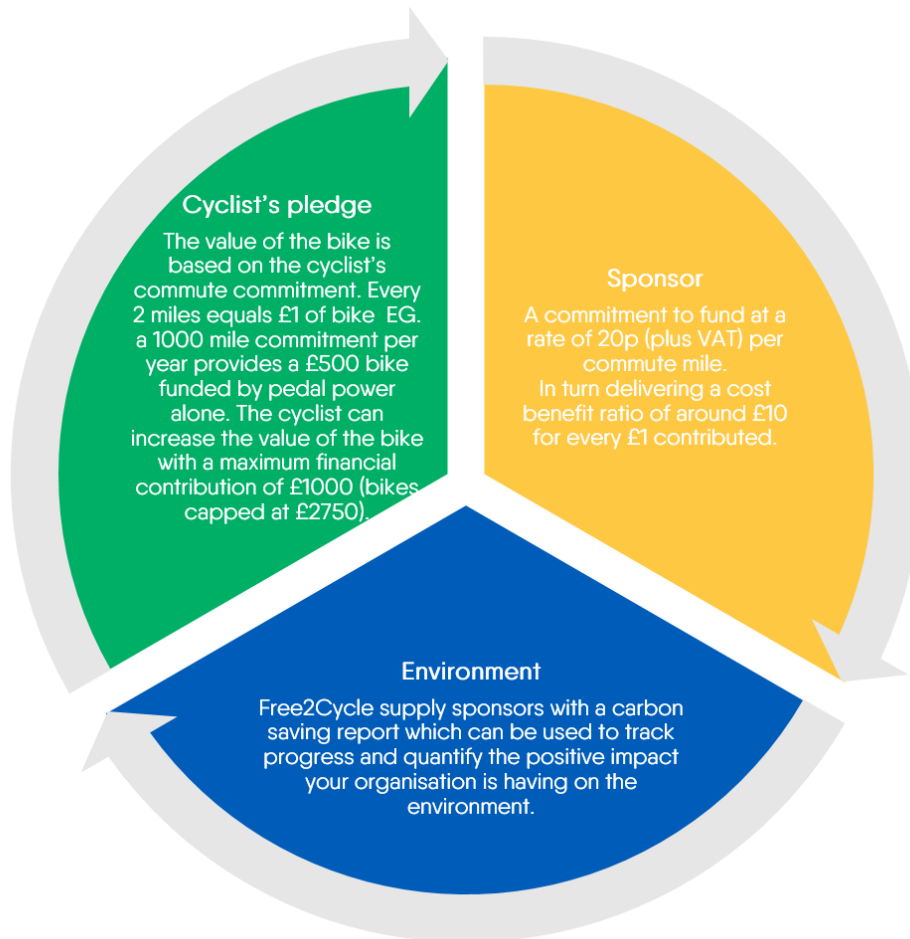 Cyclist's pledge
The value of the bike is
based on the cyclist's
commute commitment. Every
2 miles equals £1 of bike  EG.
a 1000 mile commitment per
year provides a £500 bike
funded by pedal power
alone. The cyclist can
increase the value of the bike
with a maximum financial
contribution of £1000 (bikes
capped at £2750).
Sponsor
A commitment to fund at a
rate of 20p (plus VAT) per
commute mile.
In turn delivering a cost
benefit ratio of around £10
for every £1 contributed.
Environment
Free2Cycle supply sponsors with a carbon
saving report which can be used to track
progress and quantify the positive impact
your organisation is having on the
environment.